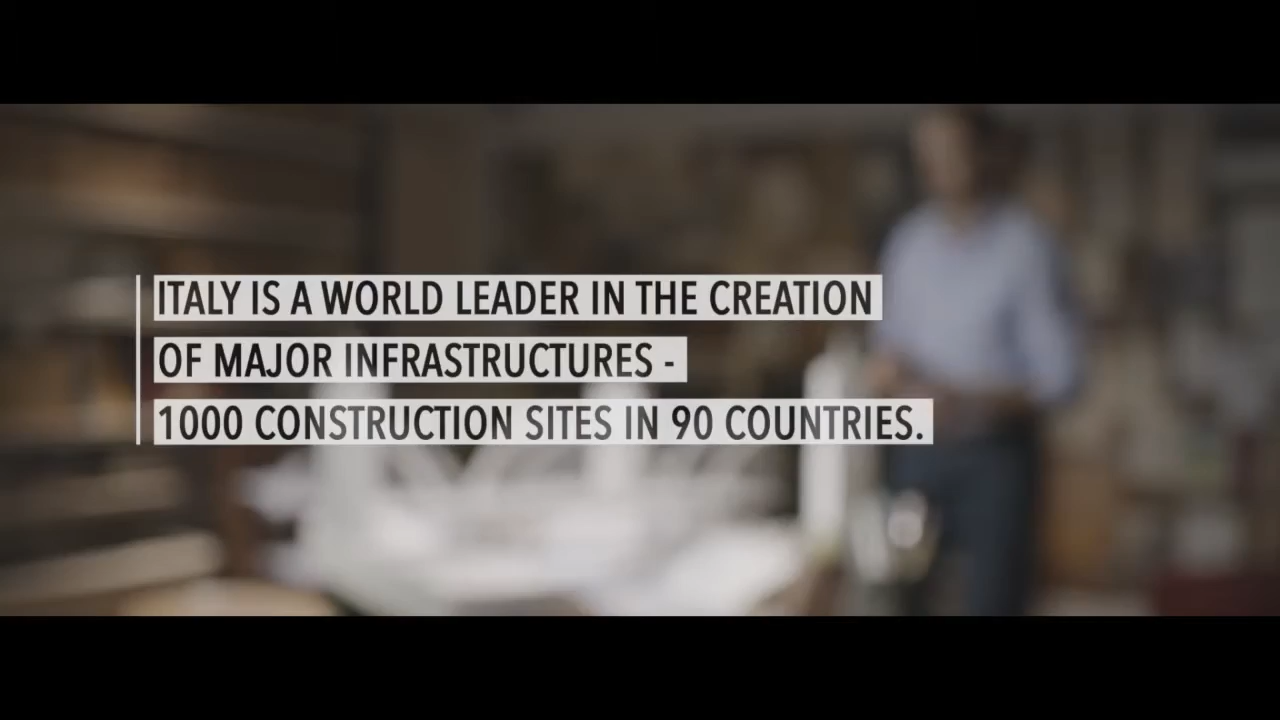 ITALY IS A WORLD LEADER IN THE CREATION
OF MAJOR INFRASTRUCTURES -
1000 CONSTRUCTION SITES IN 90 COUNTRIES.